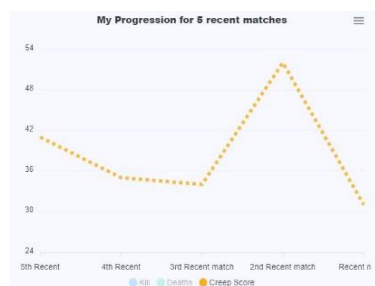 My Progression for 5 recent matches
54
48
42
36
30
24
5th Recent
4th Recent
3rd Recent match
2nd Recent match
Recent n
Kill
Deaths
Creep Score